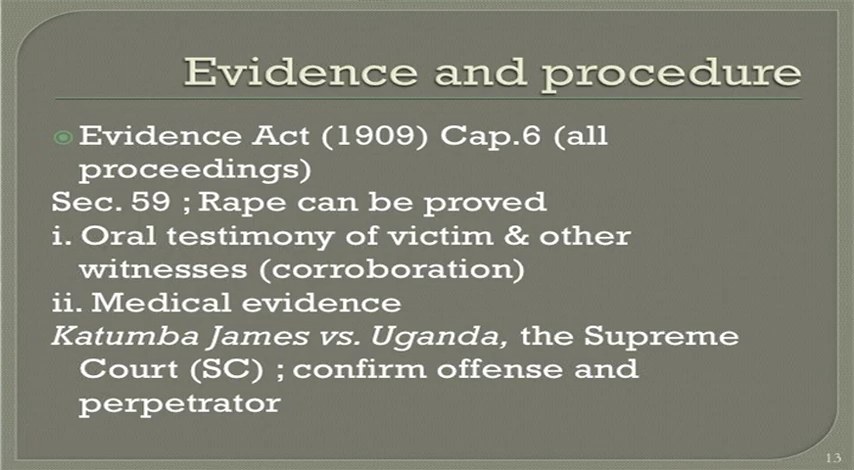 Evidence and procedure
Evidence Act (1909) Cap.6 (all
proceedings)
Sec. 59 ; Rape can be proved
i. Oral testimony of victim & other
witnesses (corroboration)
ii. Medical evidence
Katumba James vs. Uganda, the Supreme
Court (SC) ; confirm offense and
perpetrator
13